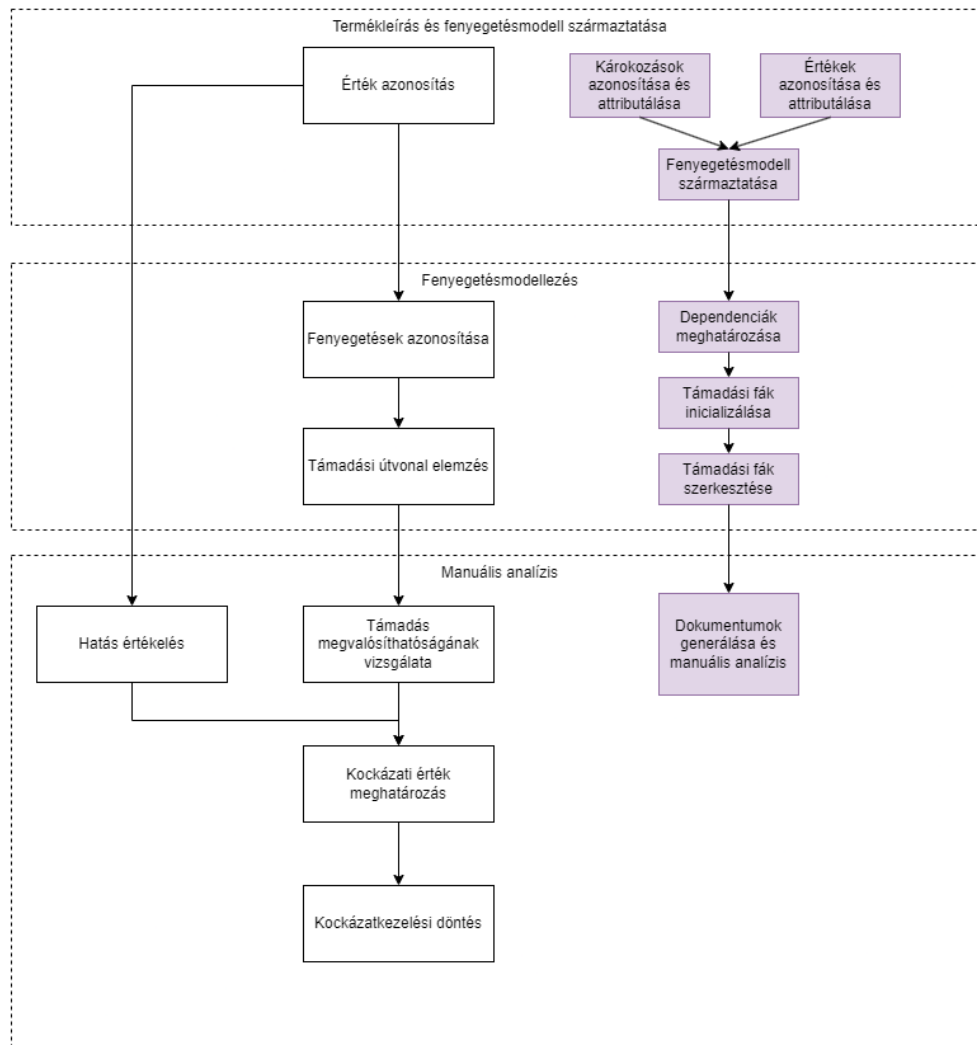 Termékleírás és fenyegetésmodell származtatása
Érték azonosítás
Károkozások
azonosítása és
attributálása
Értékek
azonosítása és
attributálása
Fenyegetésmodell
származtatása
Fenyegetésmodellezés
Fenyegetések azonosítása
Dependenciák
meghatározása
Támadási fák
inicializálása
Támadási útvonal elemzés
Támadási fák
szerkesztése
Manuális analízis
Hatás értékelés
Támadás
megvalósíthatóságának
vizsgálata
Dokumentumok
generálása és
manuális analízis
Kockázati érték
meghatározás
Kockázatkezelési döntés